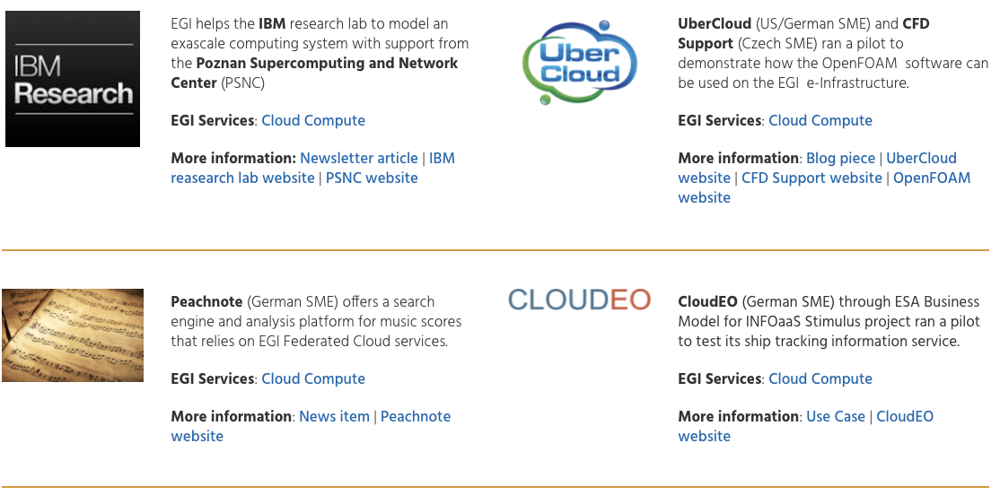 IBM
Research
EGI helps the IBM research lab to model an
exascale computing system with support from
the Poznan Supercomputing and Network
Center (PSNC)
EGI Services: Cloud Compute
More information: Newsletter article | IBM
reasearch lab website | PSNC website
Uber
Cloud
UberCloud (US/German SME) and CFD
Support (Czech SME) ran a pilot to
demonstrate how the OpenFOAM  software can
be used on the EGI  e-Infrastructure.
EGI Services: Cloud Compute
More information: Blog piece | UberCloud
website | CFD Support website | OpenFOAM
website
Peachnote (German SME) offers a search
engine and analysis platform for music scores
that relies on EGI Federated Cloud services.
EGI Services: Cloud Compute
More information: News item | Peachnote
website
CLOUDEO
CloudEO (German SME) through ESA Business
Model for INFOaaS Stimulus project ran a pilot
to test its ship tracking information service.
EGI Services: Cloud Compute
More information: Use Case | CloudEO
website